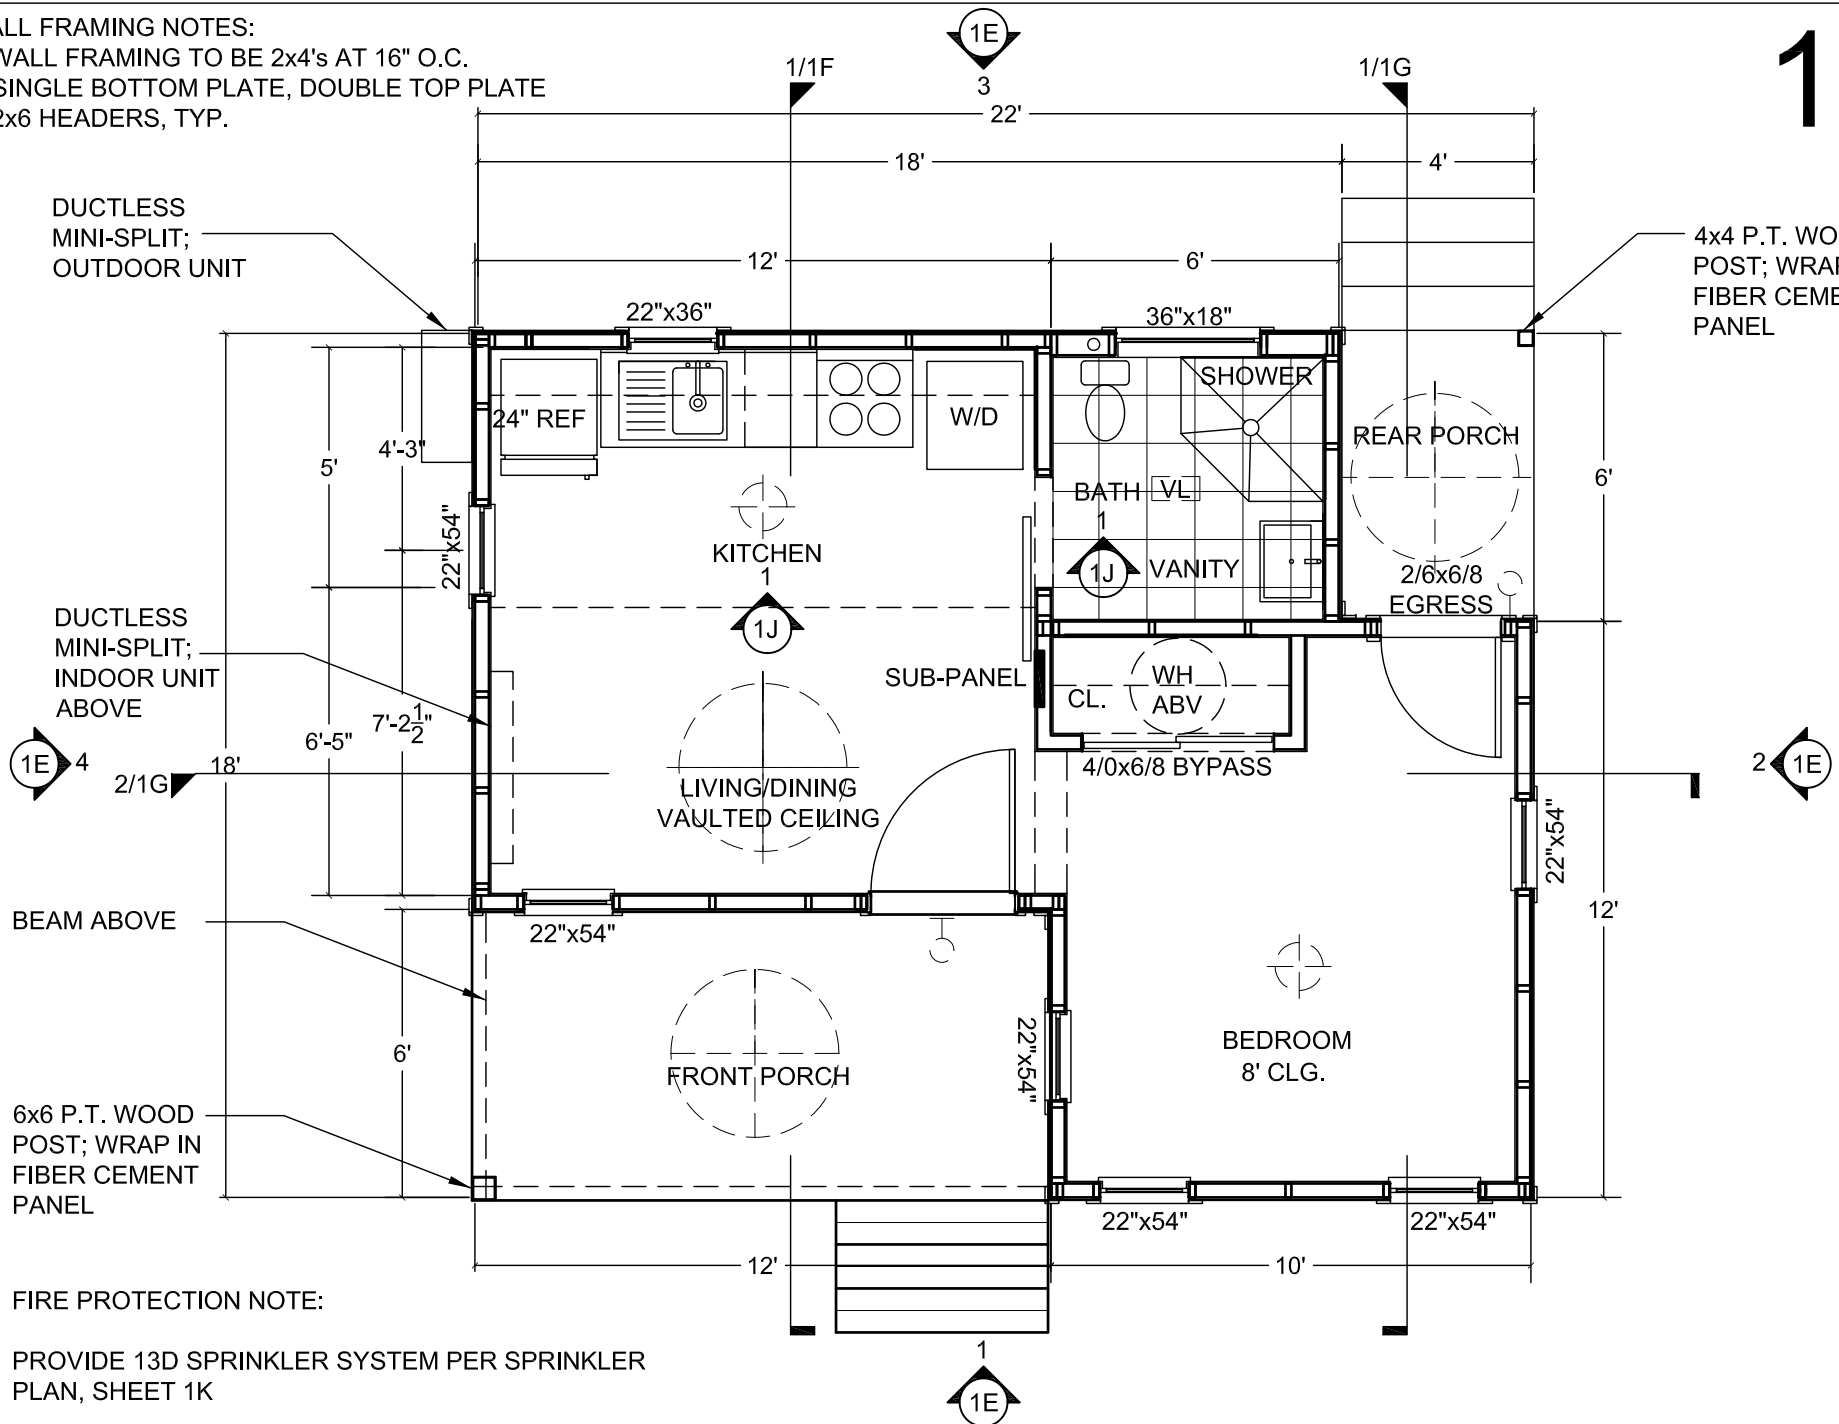 ALL FRAMING NOTES:
WALL FRAMING TO BE 2x4's AT 16" O.C.
SINGLE BOTTOM PLATE, DOUBLE TOP PLATE
2x6 HEADERS, TYP.
1E
3
1/1F
1/1G
1
22'
18'
4'
DUCTLESS
MINI-SPLIT;
OUTDOOR UNIT
4x4 P.T. WO
POST; WRAP
FIBER CEME
PANEL
12'
6'
22"x36"
36"x18"
SHOWER
24" REF
W/D
REAR PORCH
5'
4'-3"
6'
BATH
VL
22"x54"
KITCHEN
1
1J
1
1J
VANITY
2/6x6/8
EGRESS
DUCTLESS
MINI-SPLIT;
INDOOR UNIT
ABOVE
SUB-PANEL
CL.
WH
ABV
7'-2 1/2"
6'-5"
1E
4
18'
2/1G
LIVING/DINING
VAULTED CEILING
4/0x6/8 BYPASS
2
1E
22"x54"
BEAM ABOVE
22"x54"
12'
6'
FRONT PORCH
22"x54"
BEDROOM
8' CLG.
6x6 P.T. WOOD
POST; WRAP IN
FIBER CEMENT
PANEL
22"x54"
22"x54"
12'
10'
FIRE PROTECTION NOTE:
PROVIDE 13D SPRINKLER SYSTEM PER SPRINKLER
PLAN, SHEET 1K
1
1E